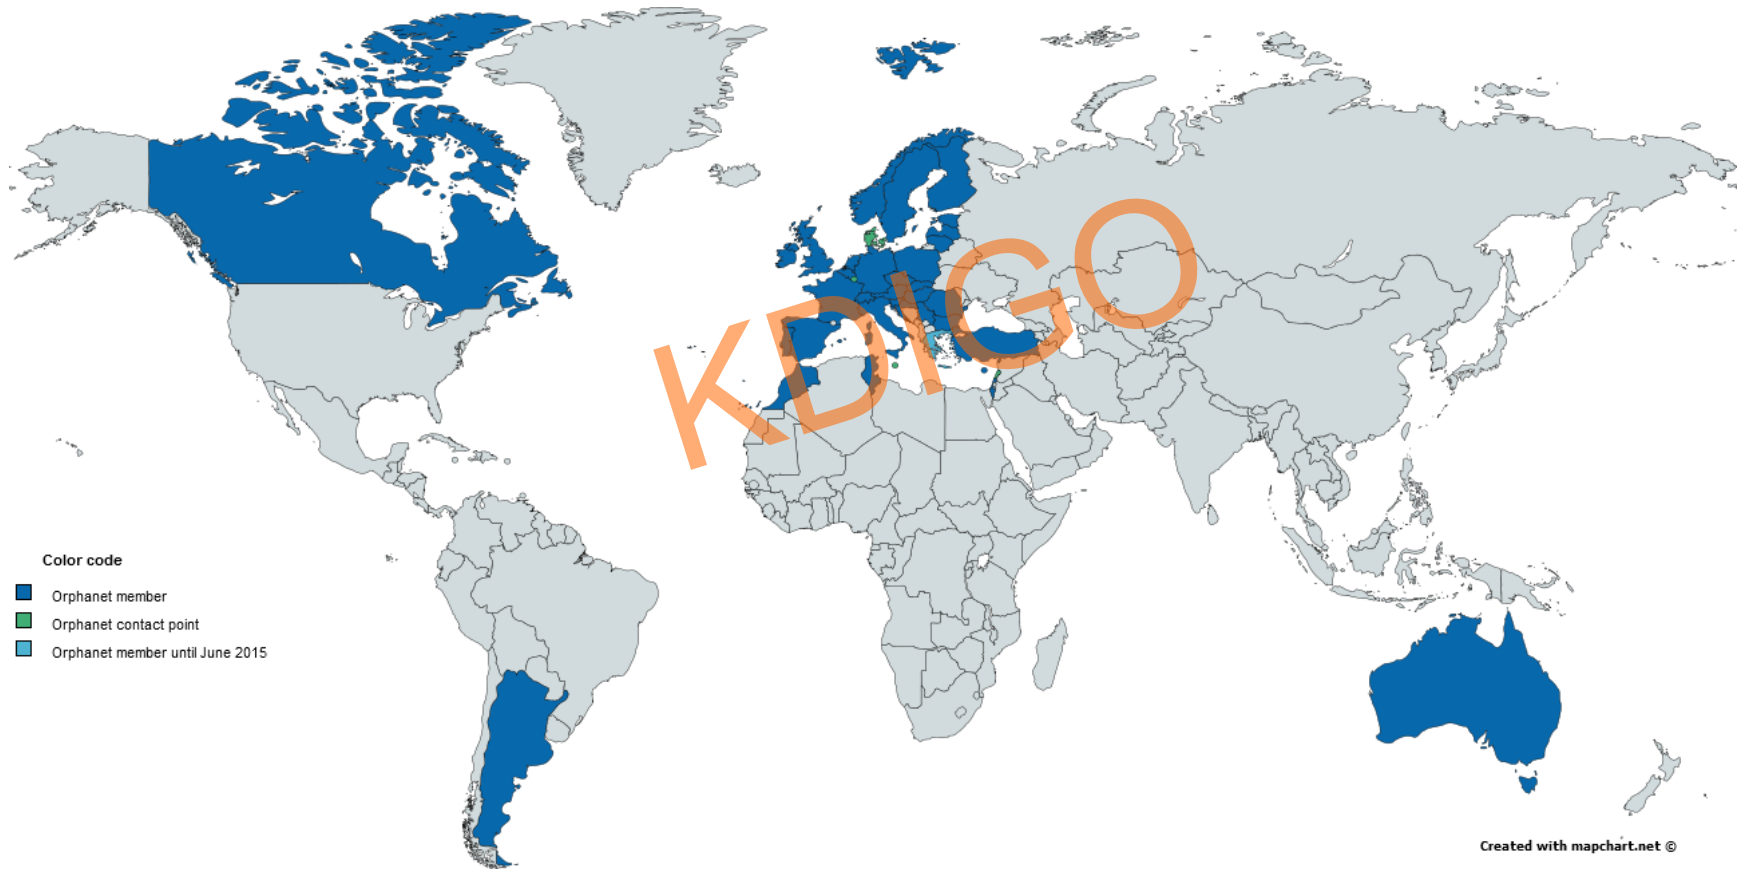 KDIGO
Color code
Orphanet member
Orphanet contact point
Orphanet member until June 2015
Created with mapchart.net ©